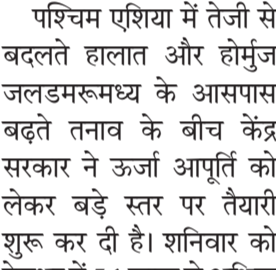 पश्चिम एशिया में तेजी से
बदलते हालात और होर्मुज
जलडमरूमध्य के आसपास
बढ़ते तनाव के बीच केंद्र
सरकार ने ऊर्जा आपूर्ति को
लेकर बड़े स्तर पर तैयारी
शुरू कर दी है। शनिवार को